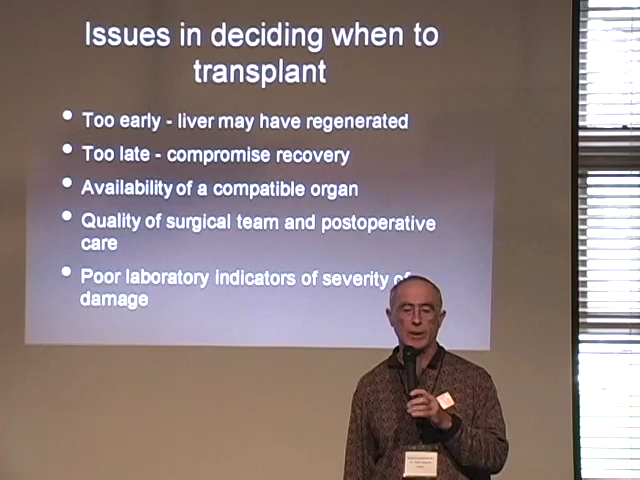 Issues in deciding when to
transplant
• Too early - liver may have regenerated
• Too late - compromise recovery
• Availability of a compatible organ
• Quality of surgical team and postoperative
care
• Poor laboratory indicators of severity of
damage